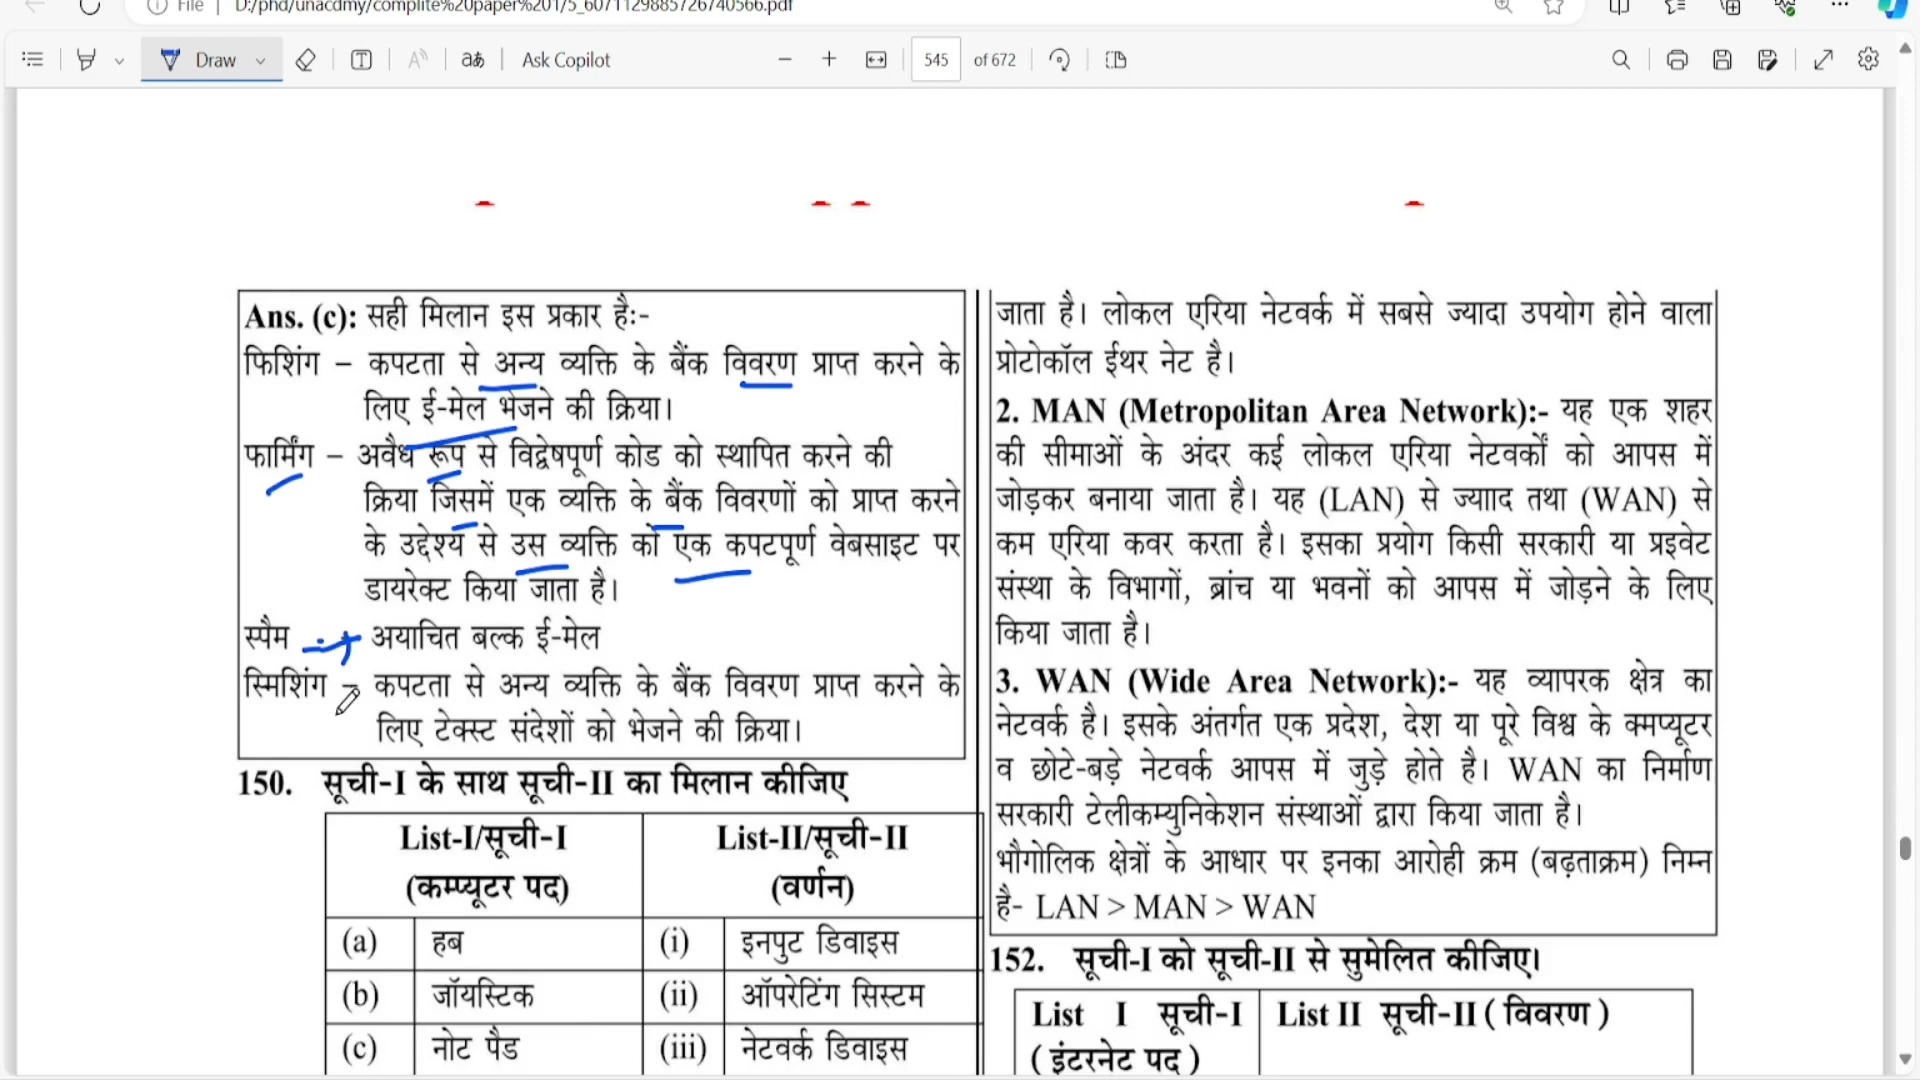 File
D:/phd/unacdmy/complite%20paper%201/5_6071129885726740566.pdf
Draw
aあ
Ask Copilot
545 of 672
Ans. (c): सही मिलान इस प्रकार है:-
फिशिंग – कपटता से अन्य व्यक्ति के बैंक विवरण प्राप्त करने के
लिए ई-मेल भेजने की क्रिया।
फार्मिंग – अवैध रूप से विद्वेषपूर्ण कोड को स्थापित करने की
क्रिया जिसमें एक व्यक्ति के बैंक विवरणों को प्राप्त करने
के उद्देश्य से उस व्यक्ति को एक कपटपूर्ण वेबसाइट पर
डायरेक्ट किया जाता है।
स्पैम – अयाचित बल्क ई-मेल
स्मिशिंग – कपटता से अन्य व्यक्ति के बैंक विवरण प्राप्त करने के
लिए टेक्स्ट संदेशों को भेजने की क्रिया।
150. सूची-I के साथ सूची-II का मिलान कीजिए
List-I/सूची-I List-II/सूची-II
(कम्प्यूटर पद) (वर्णन)
(a) हब (i) इनपुट डिवाइस
(b) जॉयस्टिक (ii) ऑपरेटिंग सिस्टम
(c) नोट पैड (iii) नेटवर्क डिवाइस
जाता है। लोकल एरिया नेटवर्क में सबसे ज्यादा उपयोग होने वाला
प्रोटोकॉल ईथर नेट है।
2. MAN (Metropolitan Area Network):- यह एक शहर
की सीमाओं के अंदर कई लोकल एरिया नेटवर्कों को आपस में
जोड़कर बनाया जाता है। यह (LAN) से ज्यााद तथा (WAN) से
कम एरिया कवर करता है। इसका प्रयोग किसी सरकारी या प्रइवेट
संस्था के विभागों, ब्रांच या भवनों को आपस में जोड़ने के लिए
किया जाता है।
3. WAN (Wide Area Network):- यह व्यापरक क्षेत्र का
नेटवर्क है। इसके अंतर्गत एक प्रदेश, देश या पूरे विश्व के क्मप्यूटर
व छोटे-बड़े नेटवर्क आपस में जुड़े होते है। WAN का निर्माण
सरकारी टेलीकम्युनिकेशन संस्थाओं द्वारा किया जाता है।
भौगोलिक क्षेत्रों के आधार पर इनका आरोही क्रम (बढ़ताक्रम) निम्न
है- LAN > MAN > WAN
152. सूची-I को सूची-II से सुमेलित कीजिए।
List I सूची-I List II सूची-II ( विवरण )
( इंटरनेट पद )